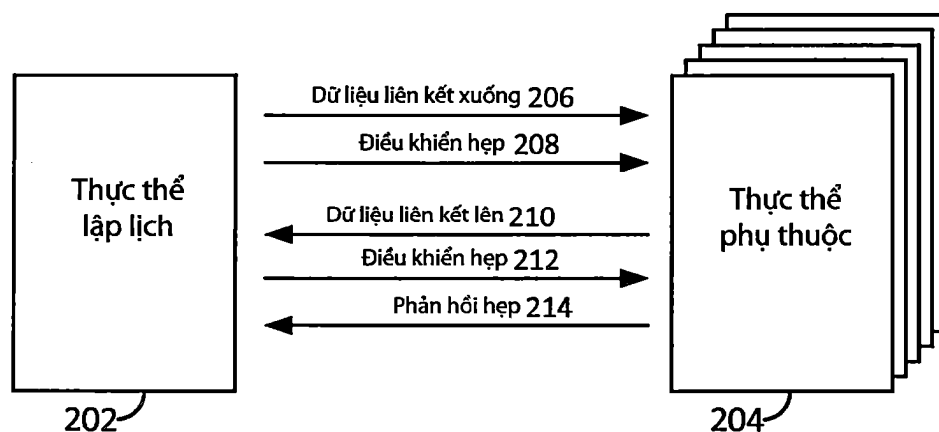 Dữ liệu liên kết xuống 206
Điều khiển hẹp 208
Thực thể
lập lịch
Dữ liệu liên kết lên 210
Điều khiển hẹp 212
Phản hồi hẹp 214
Thực thể
phụ thuộc
202
204